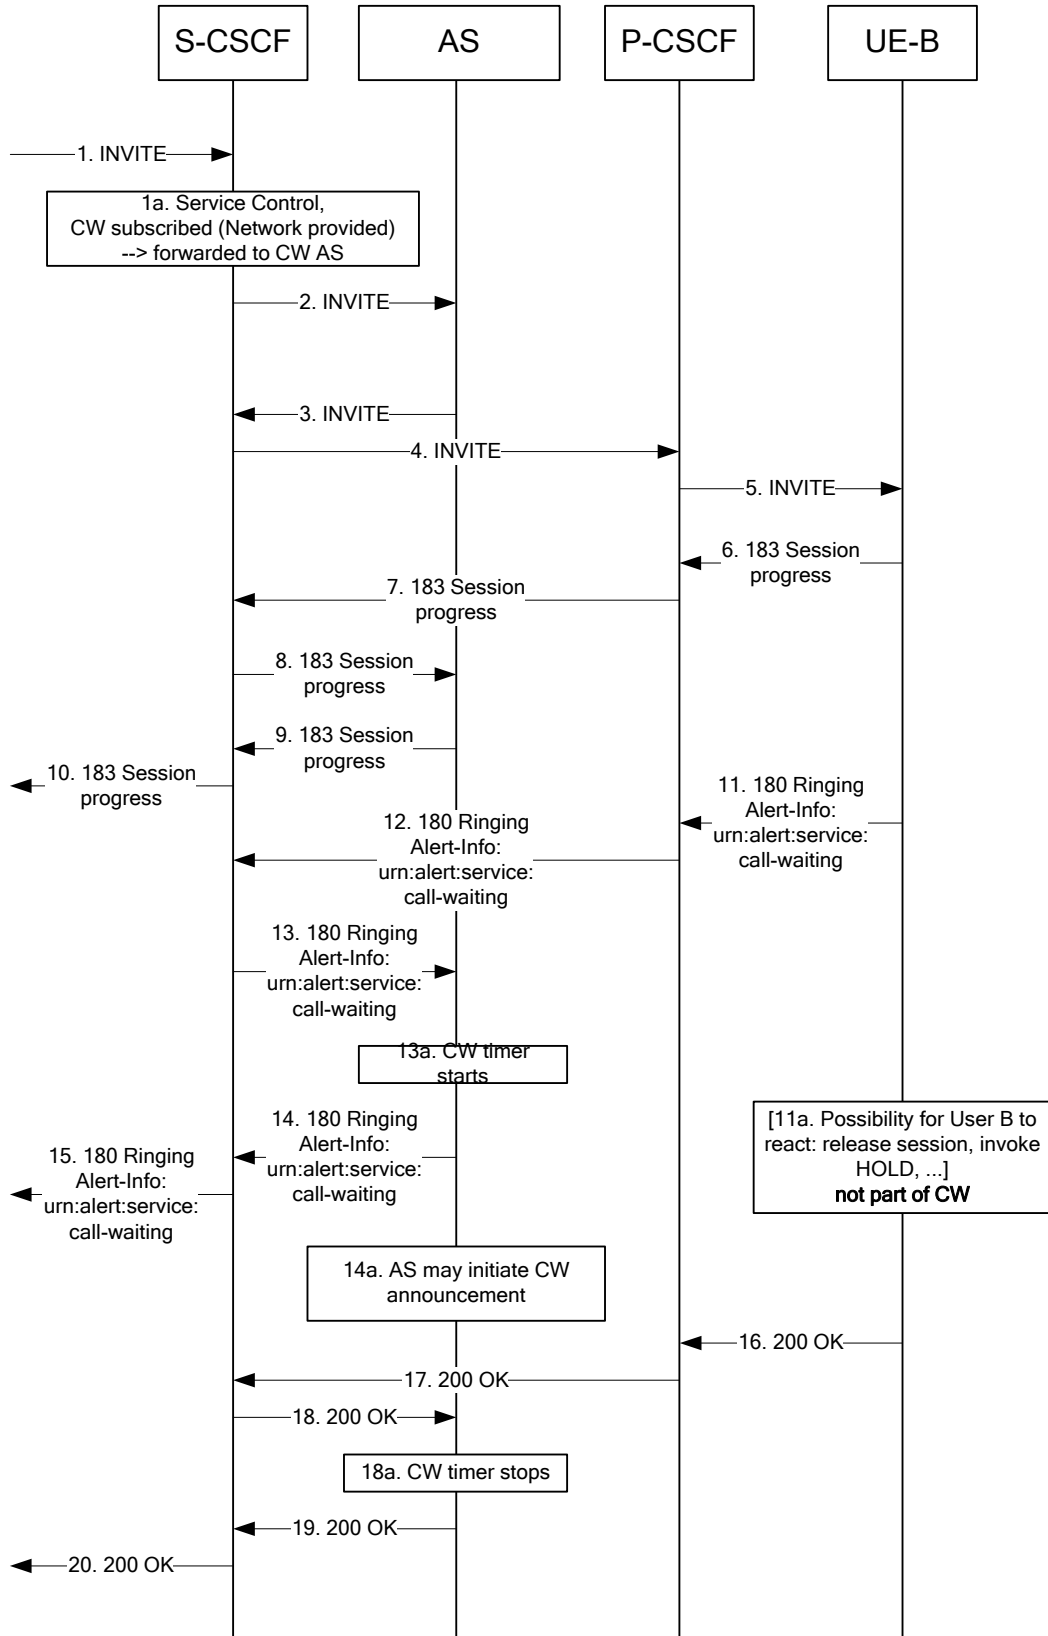 S-CSCF
AS
P-CSCF
UE-B
1. INVITE
1a. Service Control,
CW subscribed (Network provided)
--> forwarded to CW AS
2. INVITE
3. INVITE
4. INVITE
5. INVITE
6. 183 Session
progress
7. 183 Session
progress
8. 183 Session
progress
9. 183 Session
progress
10. 183 Session
progress
11. 180 Ringing
Alert-Info:
urn:alert:service:
call-waiting
12. 180 Ringing
Alert-Info:
urn:alert:service:
call-waiting
13. 180 Ringing
Alert-Info:
urn:alert:service:
call-waiting
13a. CW timer
starts
[11a. Possibility for User B to
react: release session, invoke
HOLD, ...]
not part of CW
14. 180 Ringing
Alert-Info:
urn:alert:service:
call-waiting
15. 180 Ringing
Alert-Info:
urn:alert:service:
call-waiting
14a. AS may initiate CW
announcement
16. 200 OK
17. 200 OK
18. 200 OK
18a. CW timer stops
19. 200 OK
20. 200 OK